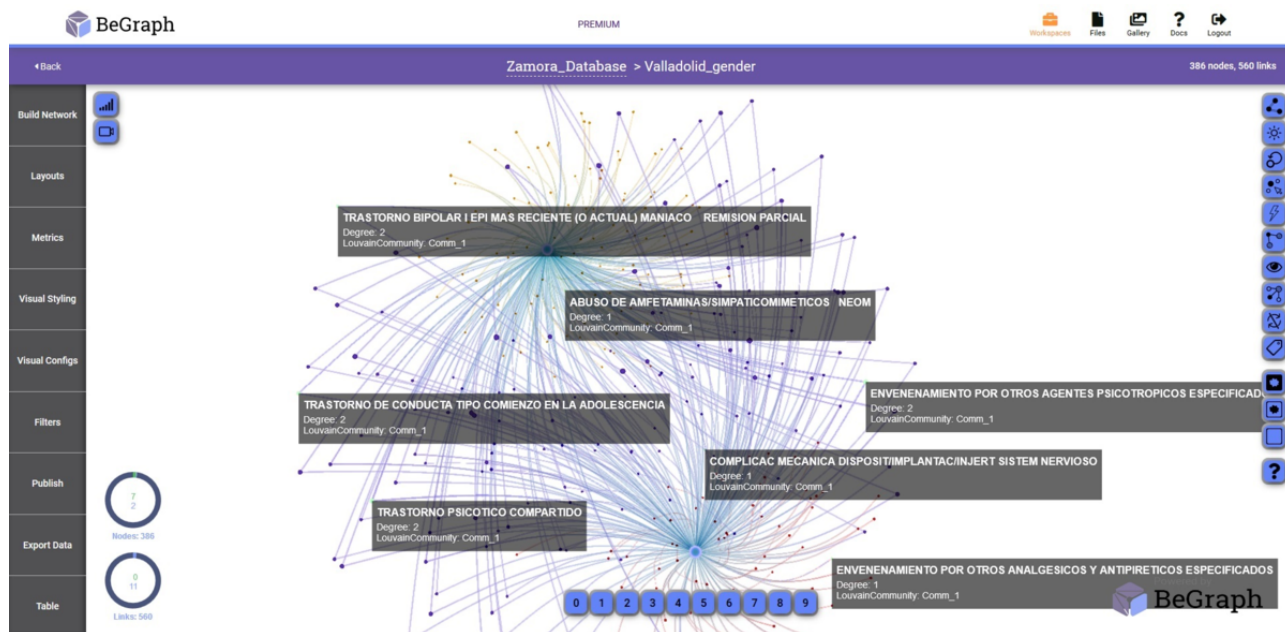 BeGraph
PREMIUM
Workspaces
Files
Gallery
Docs
Logout
Back
Zamora_Database > Valladolid_gender
386 nodes, 560 links
Build Network
Layouts
Metrics
Visual Styling
Visual Configs
Filters
Publish
Export Data
Table
TRASTORNO BIPOLAR I EPI MAS RECIENTE (O ACTUAL) MANIACO REMISION PARCIAL
Degree: 2
LouvainCommunity: Comm_1
ABUSO DE AMFETAMINAS/SIMPATICOMIMETICOS NEOM
Degree: 1
LouvainCommunity: Comm_1
TRASTORNO DE CONDUCTA TIPO COMIENZO EN LA ADOLESCENCIA
Degree: 2
LouvainCommunity: Comm_1
ENVENENAMIENTO POR OTROS AGENTES PSICOTROPICOS ESPECIFICAD
Degree: 2
LouvainCommunity: Comm_1
COMPLICAC MECANICA DISPOSIT/IMPLANTAC/INJERT SISTEM NERVIOSO
Degree: 1
LouvainCommunity: Comm_1
TRASTORNO PSICOTICO COMPARTIDO
Degree: 2
LouvainCommunity: Comm_1
ENVENENAMIENTO POR OTROS ANALGESICOS Y ANTIPIRETICOS ESPECIFICADOS
Degree: 1
LouvainCommunity: Comm_1
7
2
Nodes: 386
0
11
Links: 560
0 1 2 3 4 5 6 7 8 9
?
Powered by
BeGraph